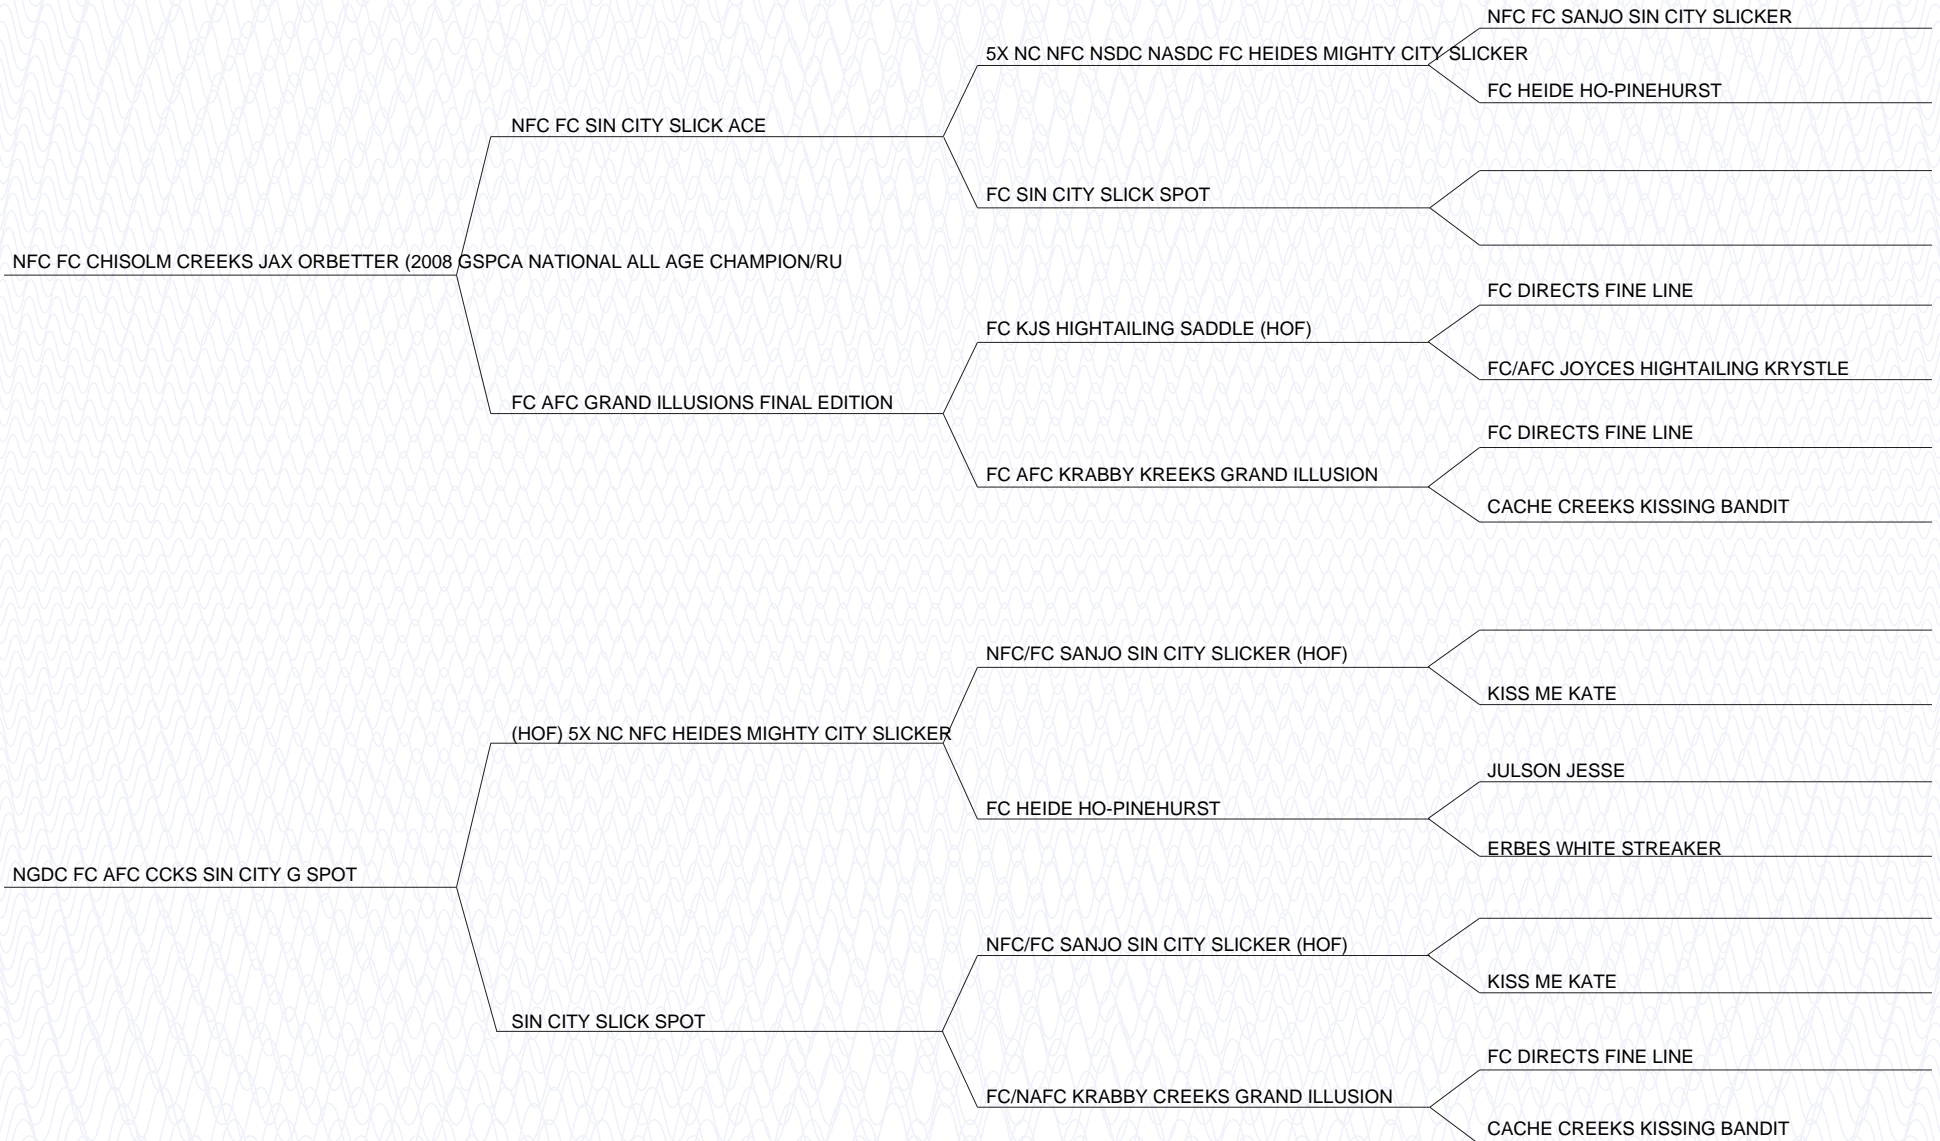 NFC FC SANJO SIN CITY SLICKER
5X NC NFC NSDC NASDC FC HEIDES MIGHTY CITY SLICKER
FC HEIDE HO-PINEHURST
NFC FC SIN CITY SLICK ACE
FC SIN CITY SLICK SPOT
NFC FC CHISOLM CREEKS JAX ORBETTER (2008 GSPCA NATIONAL ALL AGE CHAMPION/RU
FC DIRECTS FINE LINE
FC KJS HIGHTAILING SADDLE (HOF)
FC/AFC JOYCES HIGHTAILING KRYSTLE
FC AFC GRAND ILLUSIONS FINAL EDITION
FC DIRECTS FINE LINE
FC AFC KRABBY KREEKS GRAND ILLUSION
CACHE CREEKS KISSING BANDIT
NFC/FC SANJO SIN CITY SLICKER (HOF)
KISS ME KATE
(HOF) 5X NC NFC HEIDES MIGHTY CITY SLICKER
JULSON JESSE
FC HEIDE HO-PINEHURST
ERBES WHITE STREAKER
NGDC FC AFC CCKS SIN CITY G SPOT
NFC/FC SANJO SIN CITY SLICKER (HOF)
KISS ME KATE
SIN CITY SLICK SPOT
FC DIRECTS FINE LINE
FC/NAFC KRABBY CREEKS GRAND ILLUSION
CACHE CREEKS KISSING BANDIT